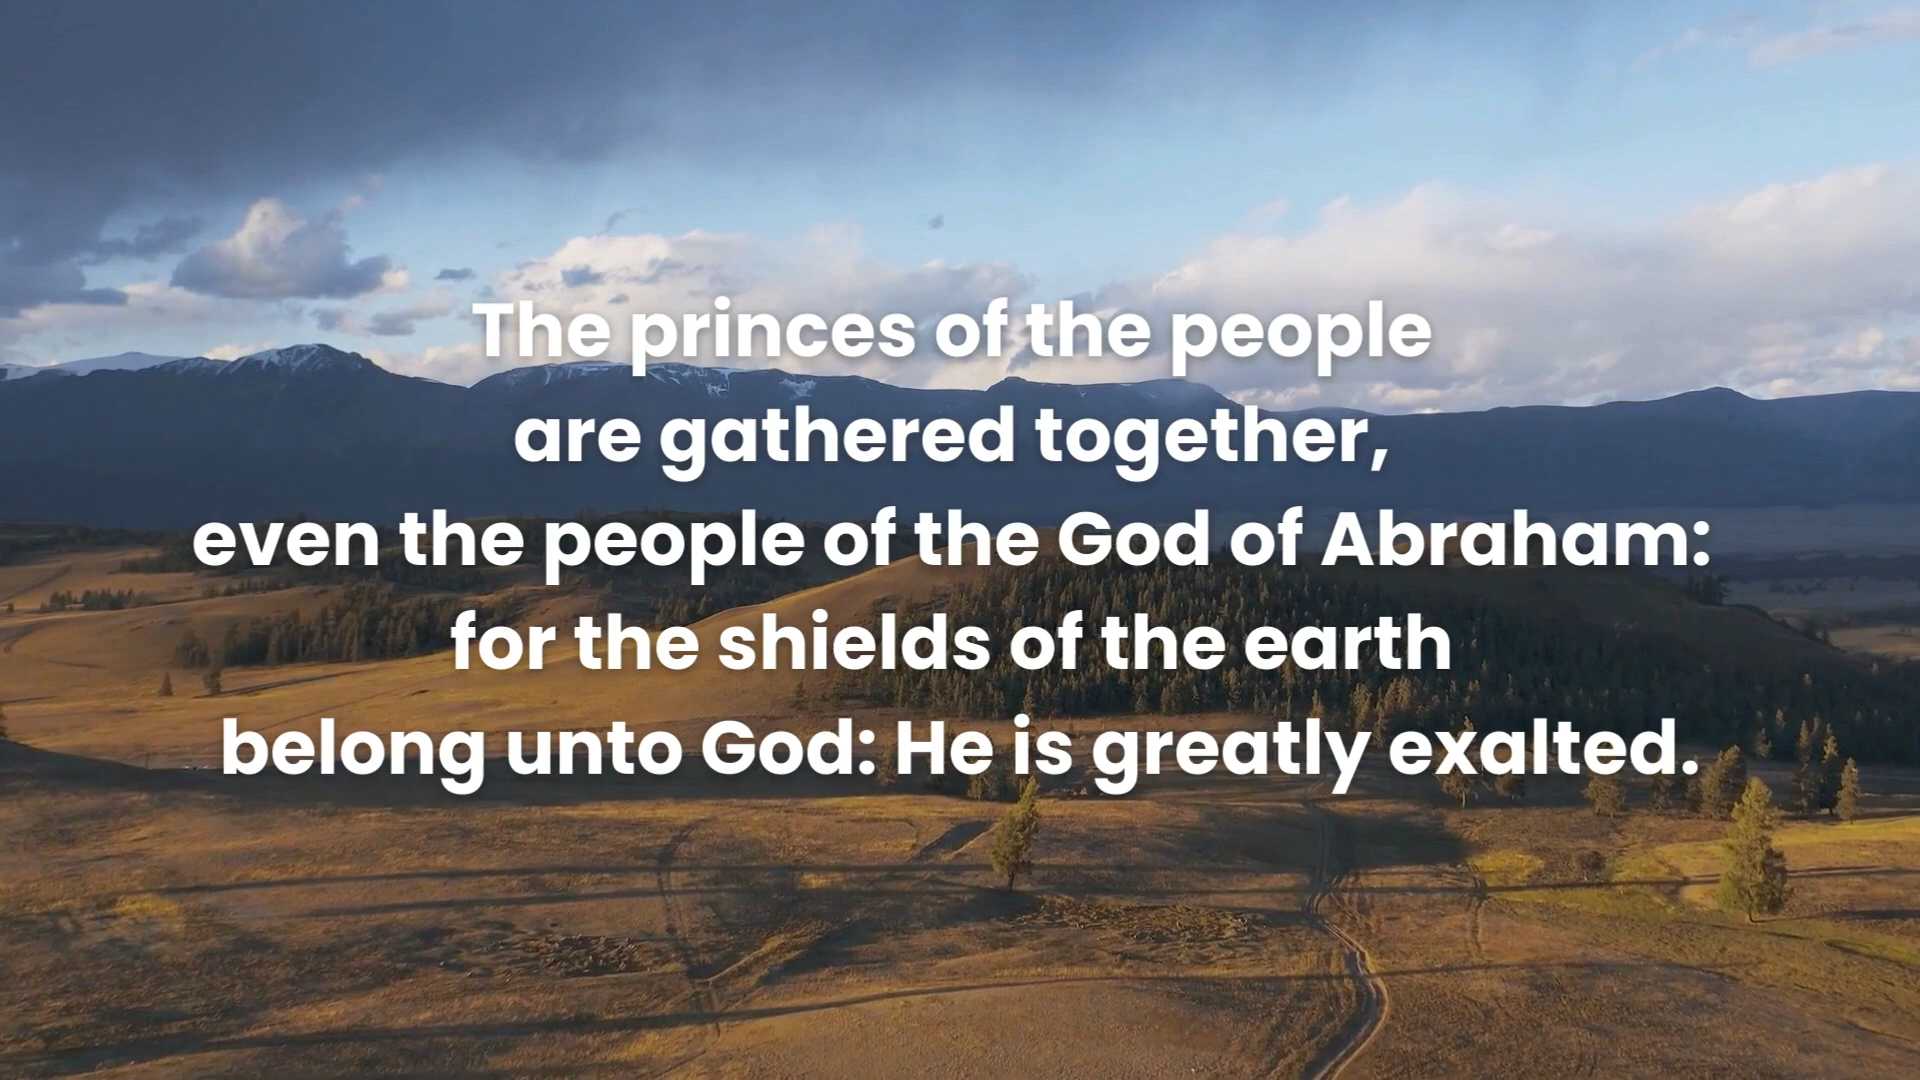 The princes of the people
are gathered together,
even the people of the God of Abraham:
for the shields of the earth
belong unto God: He is greatly exalted.